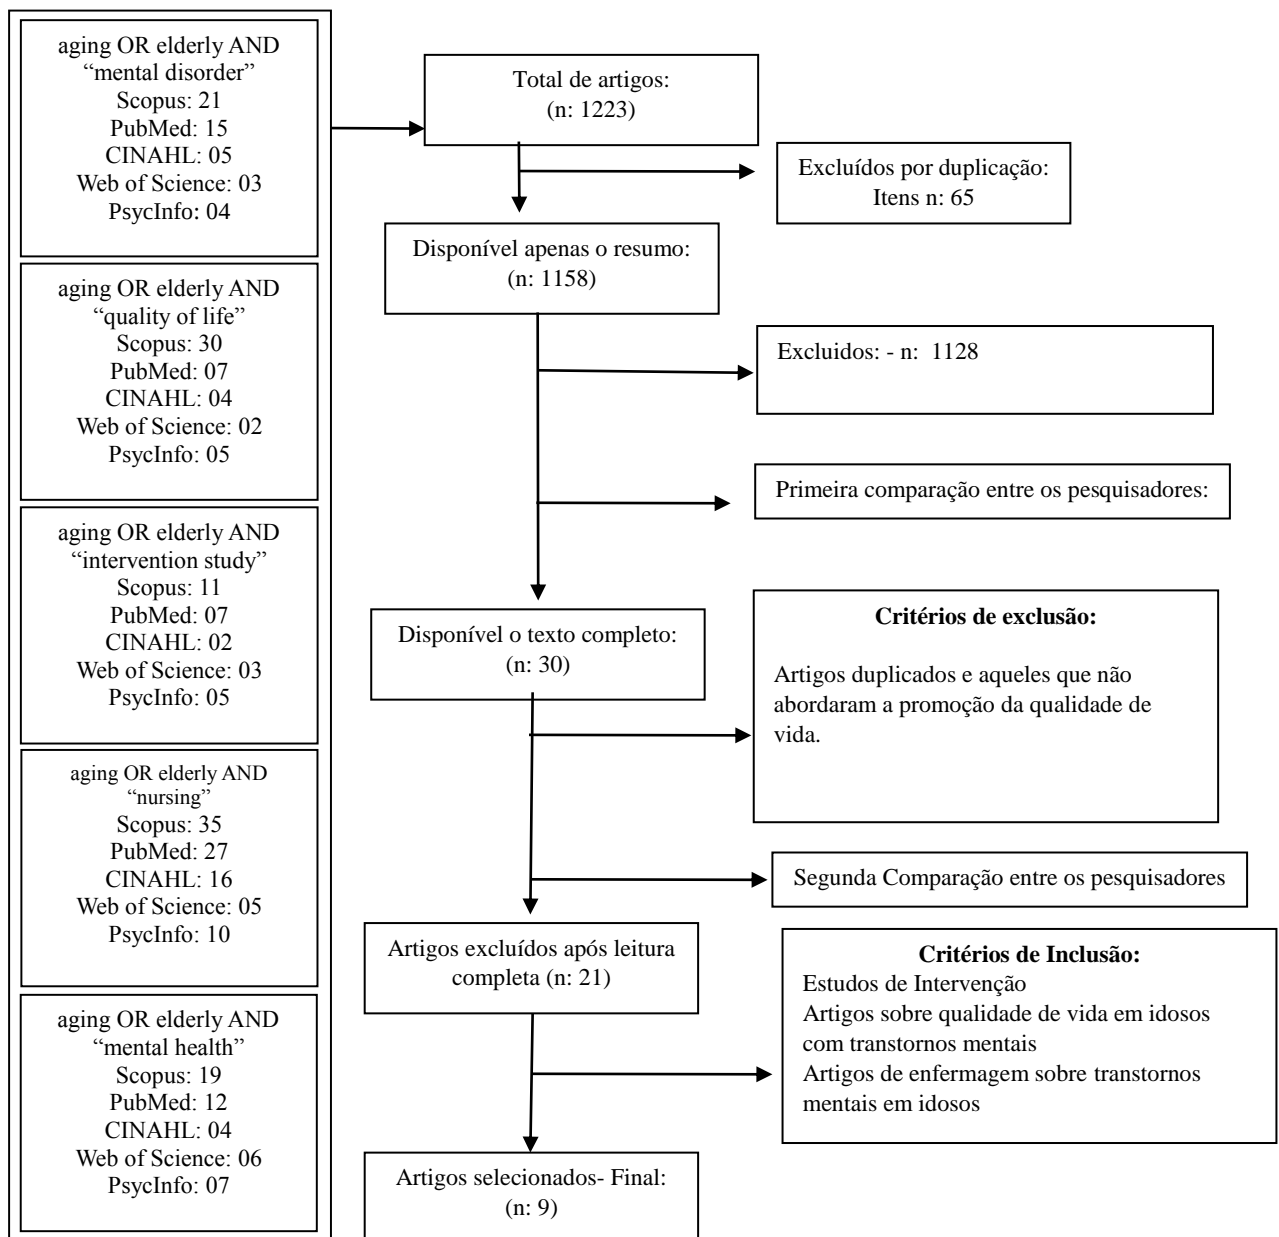 aging OR elderly AND
“mental disorder”
Scopus: 21
PubMed: 15
CINAHL: 05
Web of Science: 03
PsycInfo: 04
aging OR elderly AND
“quality of life”
Scopus: 30
PubMed: 07
CINAHL: 04
Web of Science: 02
PsycInfo: 05
aging OR elderly AND
“intervention study”
Scopus: 11
PubMed: 07
CINAHL: 02
Web of Science: 03
PsycInfo: 05
aging OR elderly AND
“nursing”
Scopus: 35
PubMed: 27
CINAHL: 16
Web of Science: 05
PsycInfo: 10
aging OR elderly AND
“mental health”
Scopus: 19
PubMed: 12
CINAHL: 04
Web of Science: 06
PsycInfo: 07
Total de artigos:
(n: 1223)
Excluídos por duplicação:
Itens n: 65
Disponível apenas o resumo:
(n: 1158)
Excluidos: - n: 1128
Primeira comparação entre os pesquisadores:
Disponível o texto completo:
(n: 30)
Critérios de exclusão:
Artigos duplicados e aqueles que não
abordaram a promoção da qualidade de
vida.
Segunda Comparação entre os pesquisadores
Artigos excluídos após leitura
completa (n: 21)
Critérios de Inclusão:
Estudos de Intervenção
Artigos sobre qualidade de vida em idosos
com transtornos mentais
Artigos de enfermagem sobre transtornos
mentais em idosos
Artigos selecionados- Final:
(n: 9)